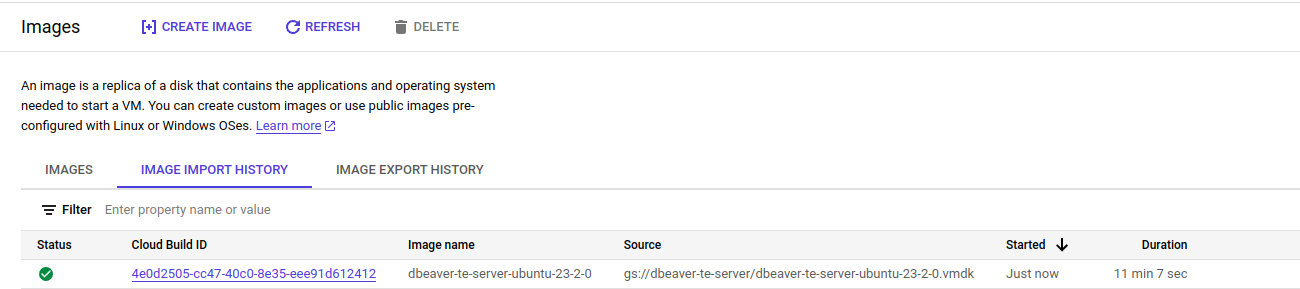 Images CREATE IMAGE REFRESH DELETE
An image is a replica of a disk that contains the applications and operating system
needed to start a VM. You can create custom images or use public images pre-
configured with Linux or Windows OSes. Learn more
IMAGES IMAGE IMPORT HISTORY IMAGE EXPORT HISTORY
Filter Enter property name or value
Status Cloud Build ID Image name Source Started Duration
4e0d2505-cc47-40c0-8e35-eee91d612412 dbeaver-te-server-ubuntu-23-2-0 gs://dbeaver-te-server/dbeaver-te-server-ubuntu-23-2-0.vmdk Just now 11 min 7 sec